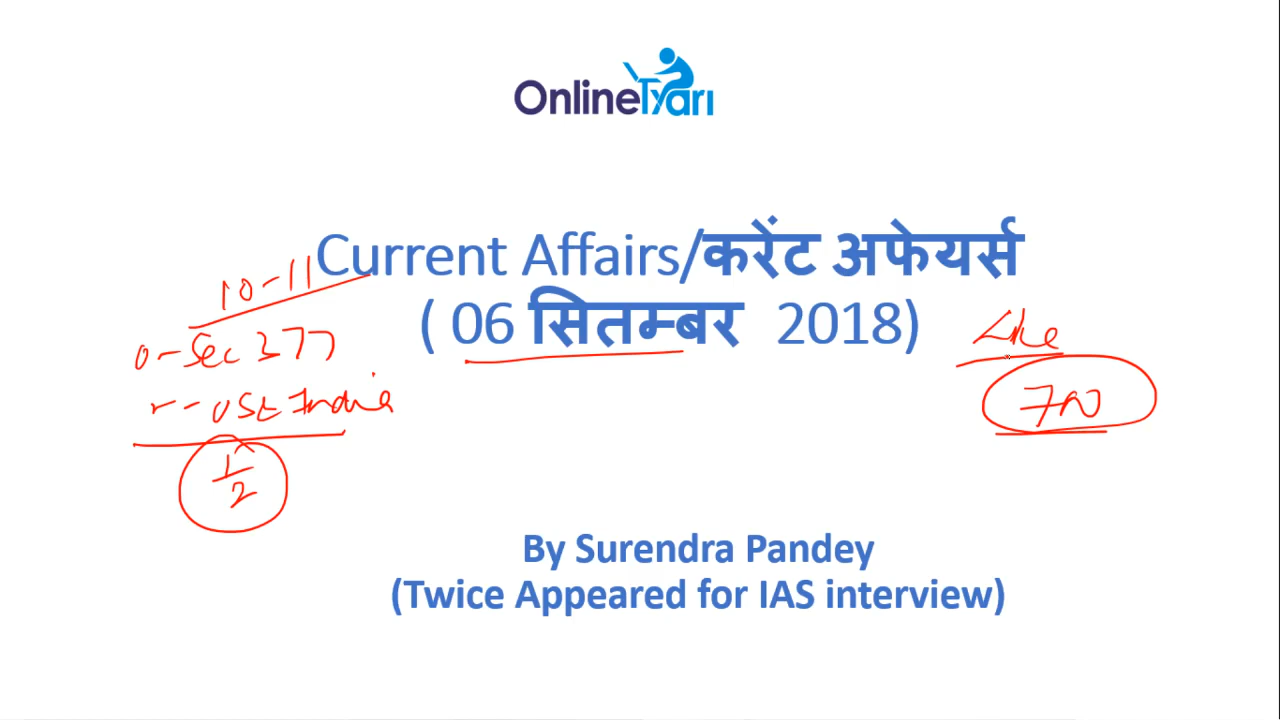 OnlineTyari
Current Affairs/करेंट अफेयर्स
( 06 सितम्बर 2018)
10-11
Sec 377
India
1
2
Like
700
By Surendra Pandey
(Twice Appeared for IAS interview)